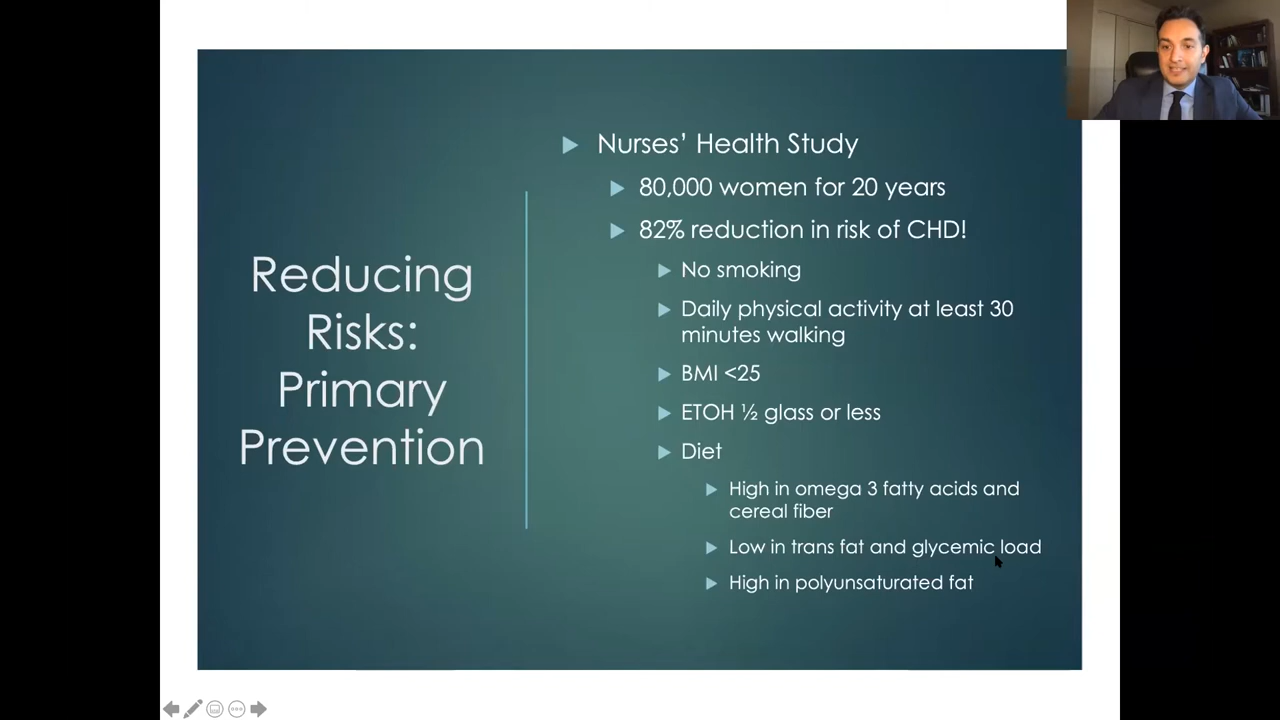 Reducing
Risks:
Primary
Prevention
Nurses’ Health Study
80,000 women for 20 years
82% reduction in risk of CHD!
No smoking
Daily physical activity at least 30
minutes walking
BMI <25
ETOH ½ glass or less
Diet
High in omega 3 fatty acids and
cereal fiber
Low in trans fat and glycemic load
High in polyunsaturated fat